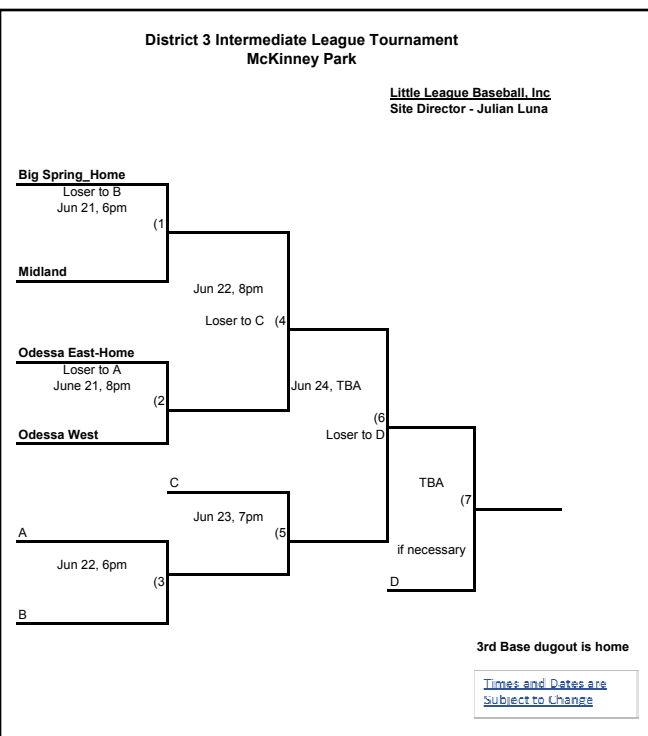 District 3 Intermediate League Tournament
McKinney Park
Little League Baseball, Inc
Site Director - Julian Luna
Big Spring_Home
Loser to B
Jun 21, 6pm
(1
Midland
Jun 22, 8pm
Loser to C (4
Odessa East-Home
Loser to A
June 21, 8pm
(2
Jun 24, TBA
(6
Loser to D
Odessa West
C
TBA
(7
Jun 23, 7pm
(5
A
if necessary
Jun 22, 6pm
(3
D
B
3rd Base dugout is home
Times and Dates are
Subject to Change